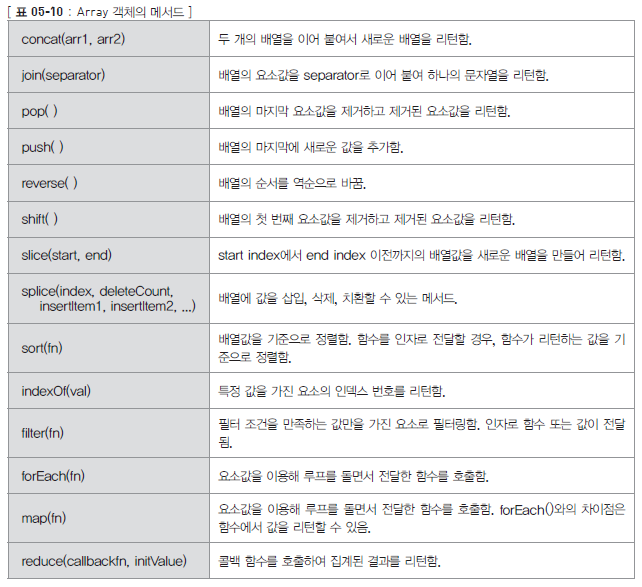 [ 표 05-10 : Array 객체의 메서드 ]
concat(arr1, arr2) 두 개의 배열을 이어 붙여서 새로운 배열을 리턴함.
join(separator) 배열의 요소값을 separator로 이어 붙여 하나의 문자열을 리턴함.
pop( ) 배열의 마지막 요소값을 제거하고 제거된 요소값을 리턴함.
push( ) 배열의 마지막에 새로운 값을 추가함.
reverse( ) 배열의 순서를 역순으로 바꿈.
shift( ) 배열의 첫 번째 요소값을 제거하고 제거된 요소값을 리턴함.
slice(start, end) start index에서 end index 이전까지의 배열값을 새로운 배열을 만들어 리턴함.
splice(index, deleteCount,
insertItem1, insertItem2, ...)
배열에 값을 삽입, 삭제, 치환할 수 있는 메서드.
sort(fn)
배열값을 기준으로 정렬함. 함수를 인자로 전달할 경우, 함수가 리턴하는 값을 기
준으로 정렬함.
indexOf(val) 특정 값을 가진 요소의 인덱스 번호를 리턴함.
filter(fn)
필터 조건을 만족하는 값만을 가진 요소로 필터링함. 인자로 함수 또는 값이 전달
됨.
forEach(fn) 요소값을 이용해 루프를 돌면서 전달한 함수를 호출함.
map(fn)
요소값을 이용해 루프를 돌면서 전달한 함수를 호출함. forEach()와의 차이점은
함수에서 값을 리턴할 수 있음.
reduce(callbackfn, initValue) 콜백 함수를 호출하여 집계된 결과를 리턴함.